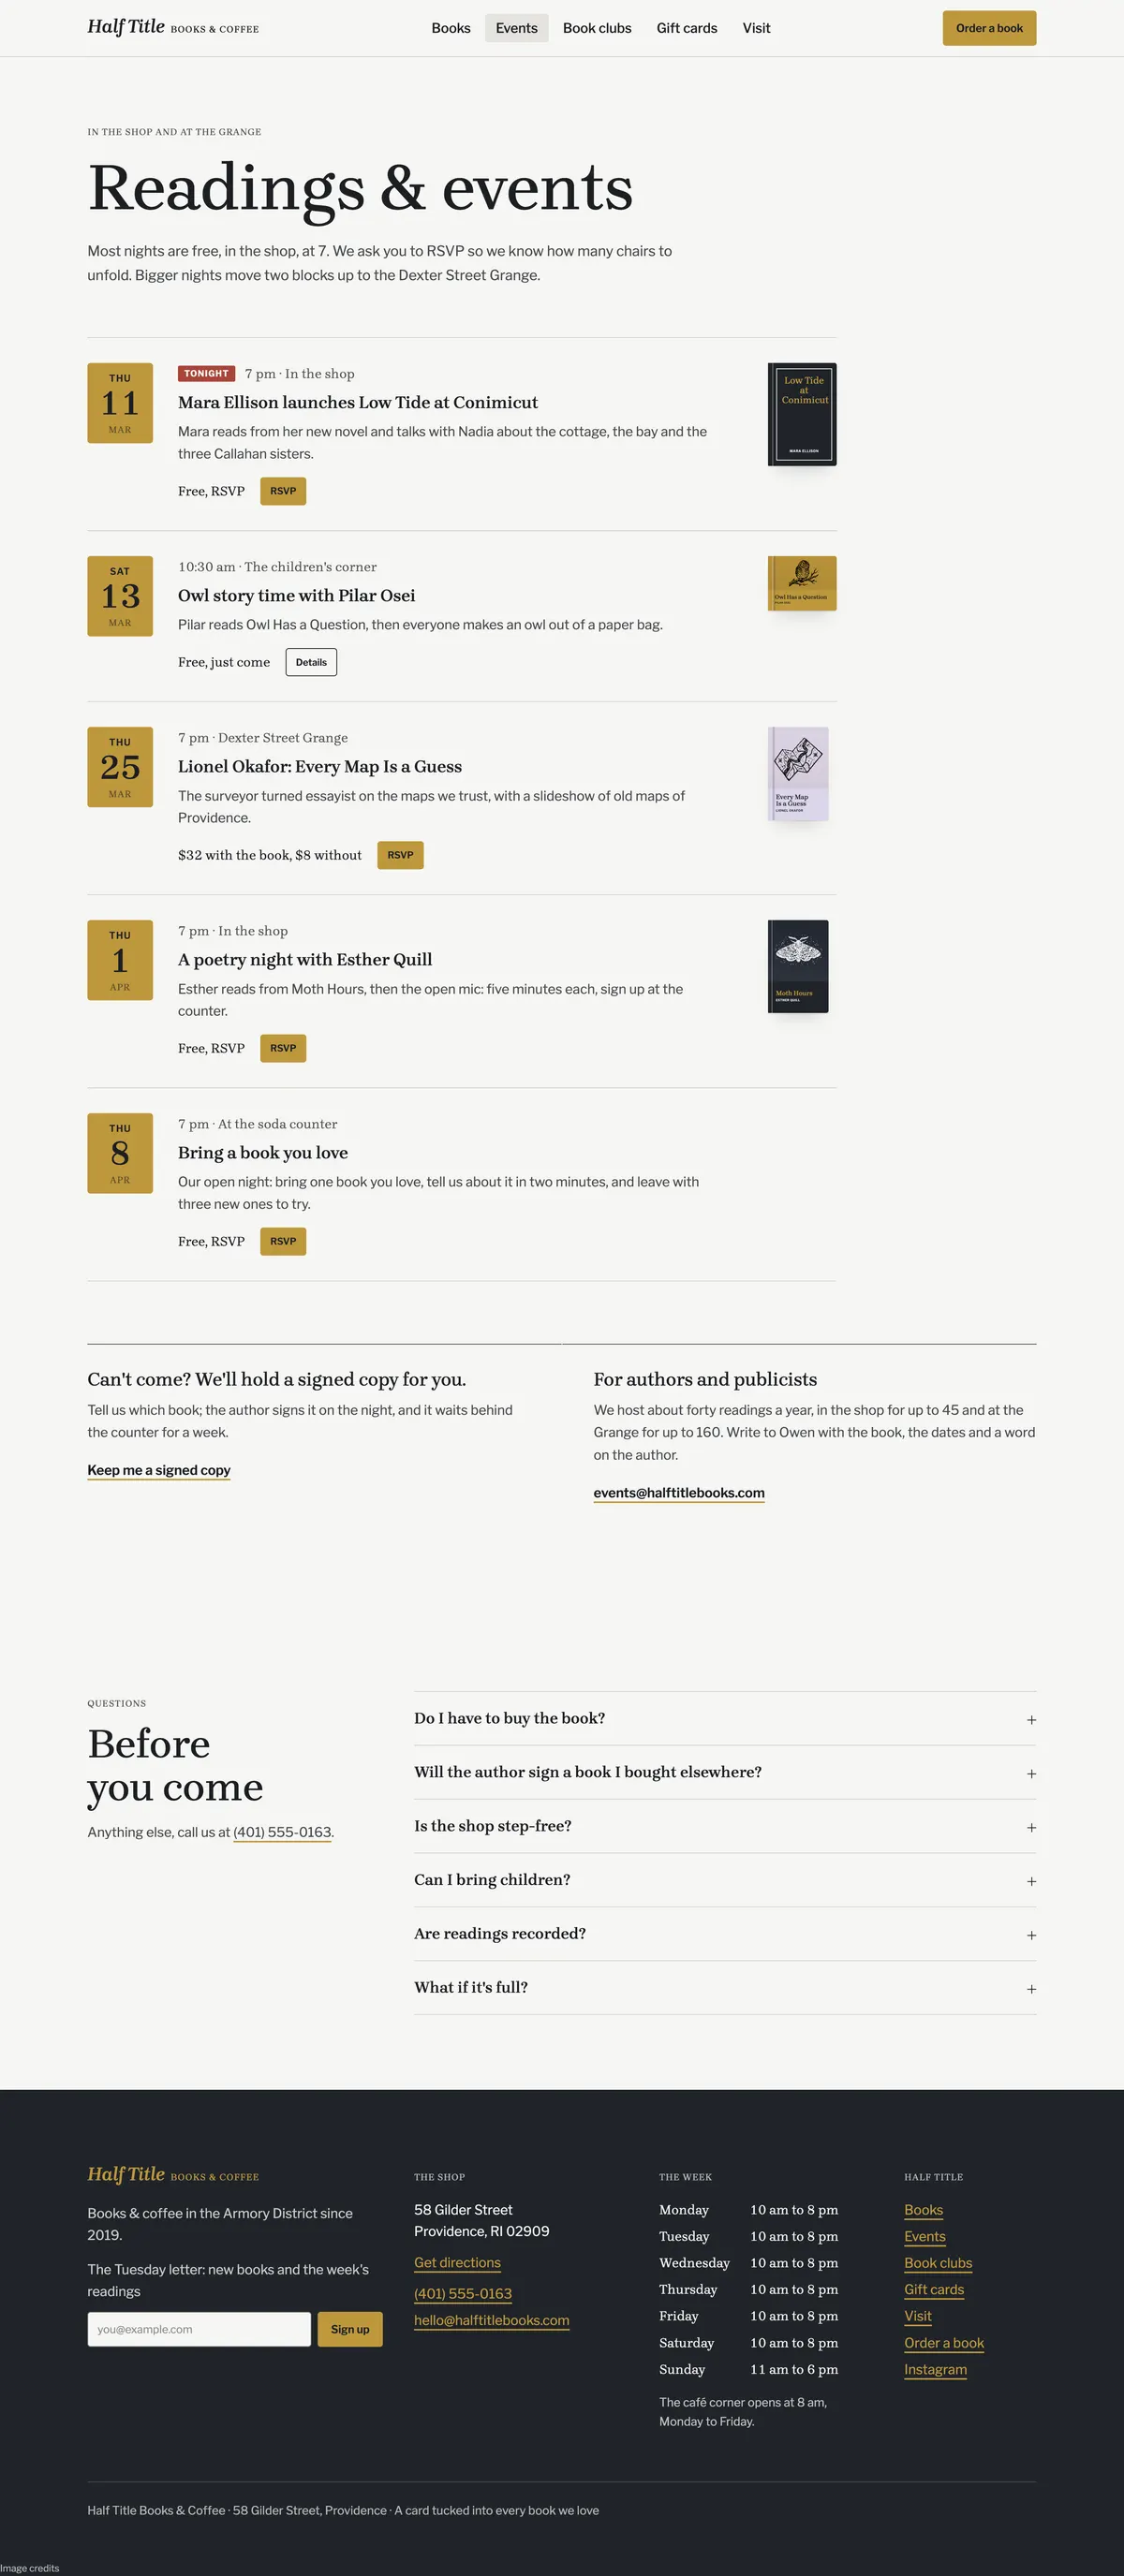 Half Title BOOKS & COFFEE
Books Events Book clubs Gift cards Visit
Order a book
IN THE SHOP AND AT THE GRANGE
Readings & events
Most nights are free, in the shop, at 7. We ask you to RSVP so we know how many chairs to
unfold. Bigger nights move two blocks up to the Dexter Street Grange.
THU
11
MAR
TONIGHT 7 pm · In the shop
Mara Ellison launches Low Tide at Conimicut
Mara reads from her new novel and talks with Nadia about the cottage, the bay and the
three Callahan sisters.
Free, RSVP RSVP
Low Tide
at
Conimicut
MARA ELLISON
SAT
13
MAR
10:30 am · The children's corner
Owl story time with Pilar Osei
Pilar reads Owl Has a Question, then everyone makes an owl out of a paper bag.
Free, just come Details
Owl Has a Question
THU
25
MAR
7 pm · Dexter Street Grange
Lionel Okafor: Every Map Is a Guess
The surveyor turned essayist on the maps we trust, with a slideshow of old maps of
Providence.
$32 with the book, $8 without RSVP
Every Map
Is a Guess
LIONEL OKAFOR
THU
1
APR
7 pm · In the shop
A poetry night with Esther Quill
Esther reads from Moth Hours, then the open mic: five minutes each, sign up at the
counter.
Free, RSVP RSVP
Moth Hours
ESTHER QUILL
THU
8
APR
7 pm · At the soda counter
Bring a book you love
Our open night: bring one book you love, tell us about it in two minutes, and leave with
three new ones to try.
Free, RSVP RSVP
Can't come? We'll hold a signed copy for you.
Tell us which book; the author signs it on the night, and it waits behind
the counter for a week.
Keep me a signed copy
For authors and publicists
We host about forty readings a year, in the shop for up to 45 and at the
Grange for up to 160. Write to Owen with the book, the dates and a word
on the author.
events@halftitlebooks.com
QUESTIONS
Before
you come
Anything else, call us at (401) 555-0163.
Do I have to buy the book? +
Will the author sign a book I bought elsewhere? +
Is the shop step-free? +
Can I bring children? +
Are readings recorded? +
What if it's full? +
Half Title BOOKS & COFFEE
Books & coffee in the Armory District since
2019.
The Tuesday letter: new books and the week's
readings
you@example.com Sign up
THE SHOP
58 Gilder Street
Providence, RI 02909
Get directions
(401) 555-0163
hello@halftitlebooks.com
THE WEEK
Monday 10 am to 8 pm
Tuesday 10 am to 8 pm
Wednesday 10 am to 8 pm
Thursday 10 am to 8 pm
Friday 10 am to 8 pm
Saturday 10 am to 8 pm
Sunday 11 am to 6 pm
The café corner opens at 8 am,
Monday to Friday.
HALF TITLE
Books
Events
Book clubs
Gift cards
Visit
Order a book
Instagram
Half Title Books & Coffee · 58 Gilder Street, Providence · A card tucked into every book we love
Image credits